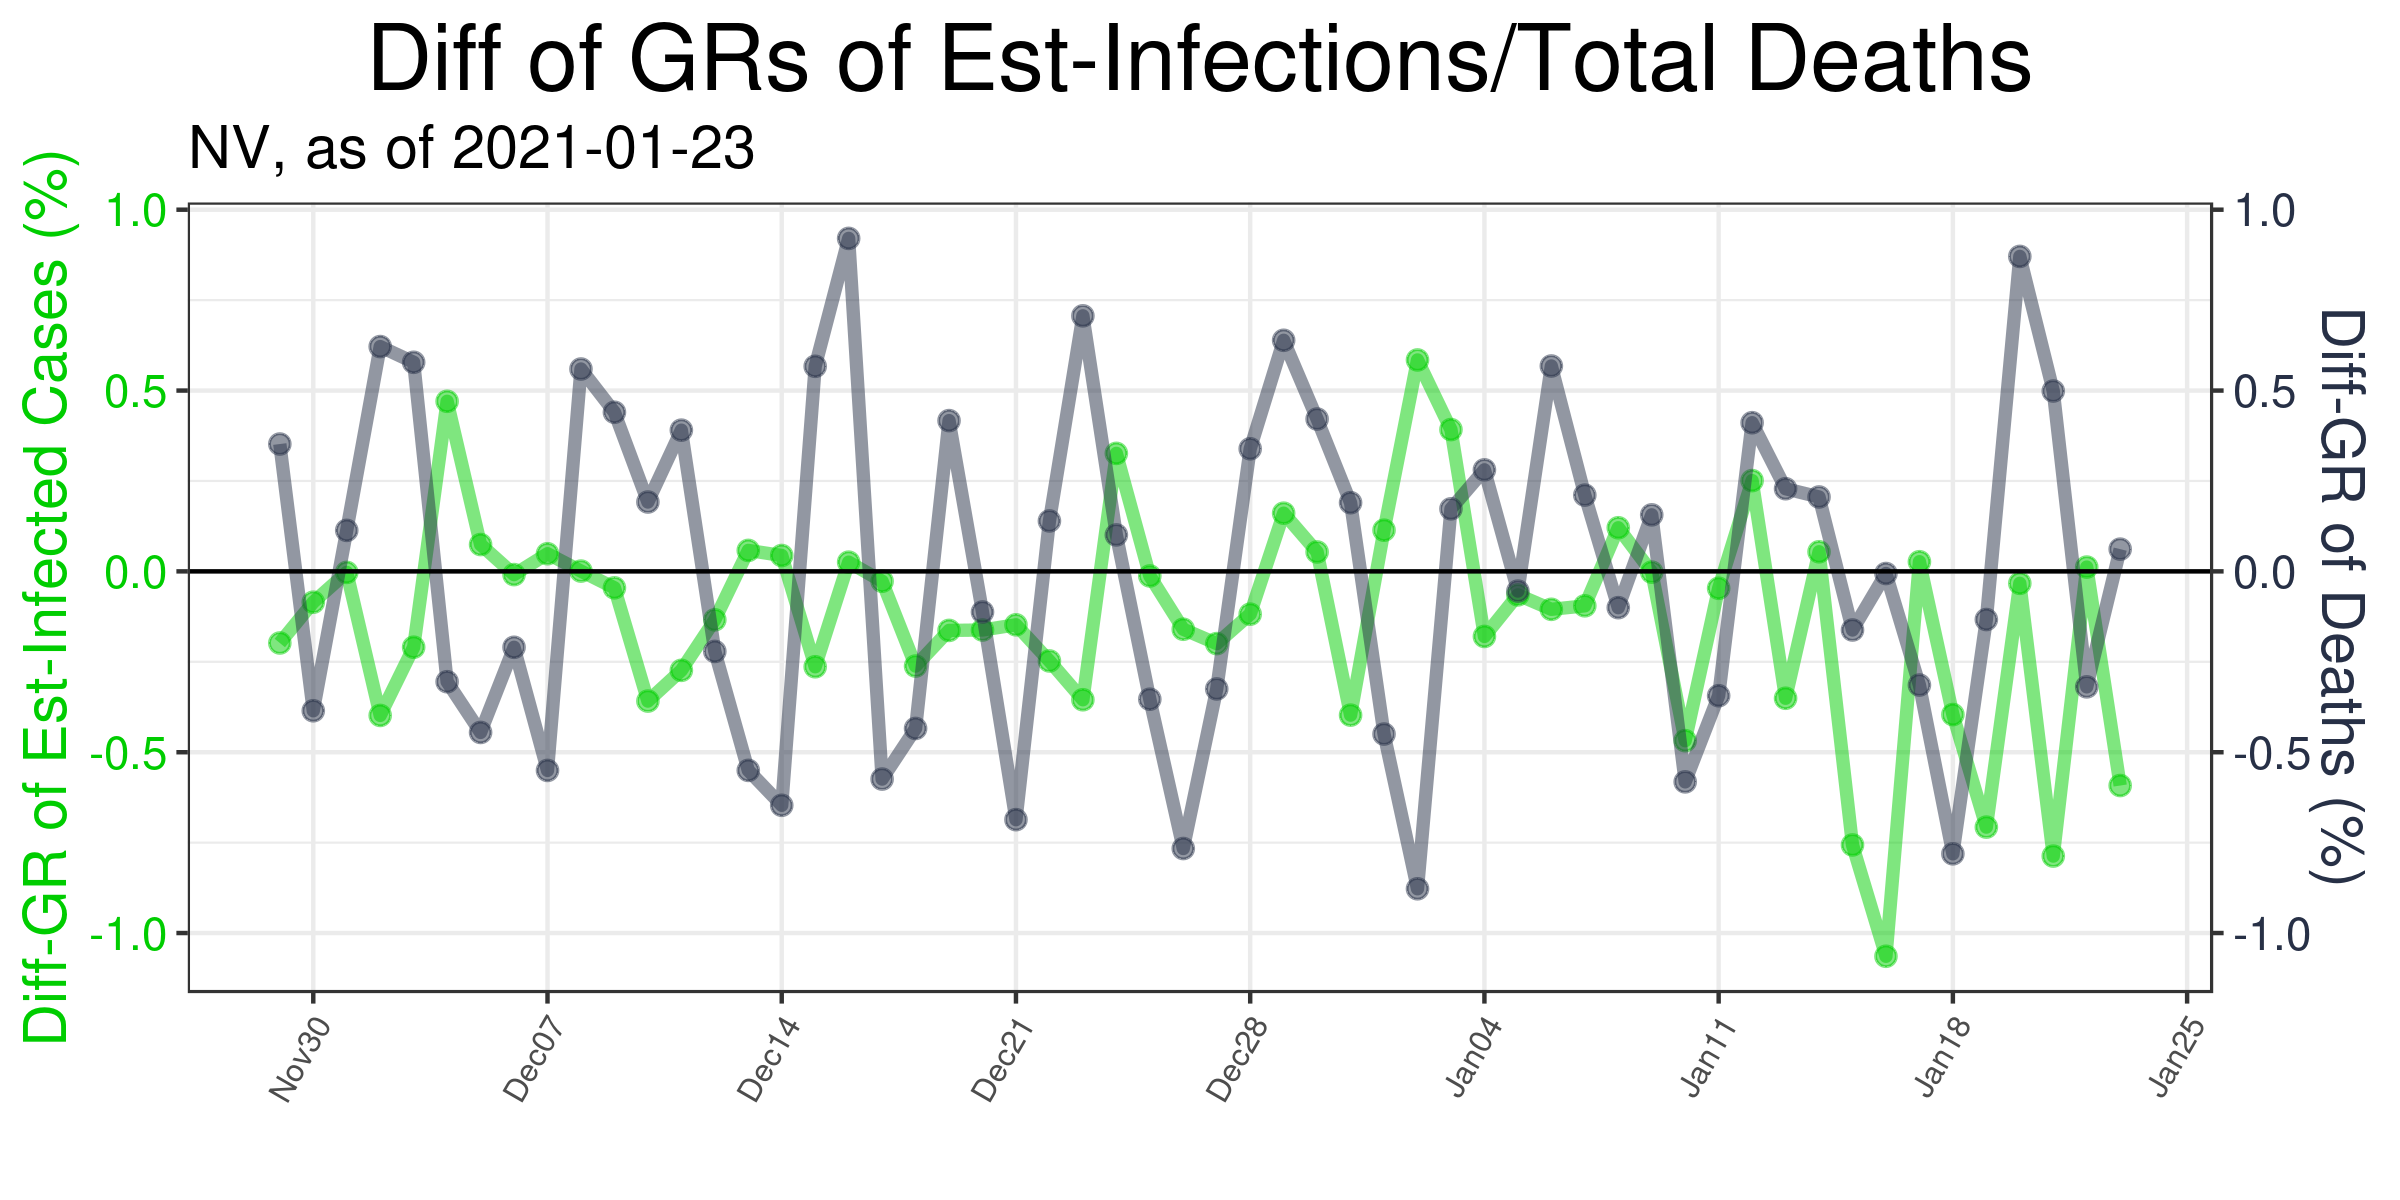 Diff of GRs of Est-Infections/Total Deaths
NV, as of 2021-01-23
Diff-GR of Est-Infected Cases (%)
1.0
0.5
0.0
-0.5
-1.0
1.0
0.5
0.0
-0.5
-1.0
Diff-GR of Deaths (%)
Nov30
Dec07
Dec14
Dec21
Dec28
Jan04
Jan11
Jan18
Jan25